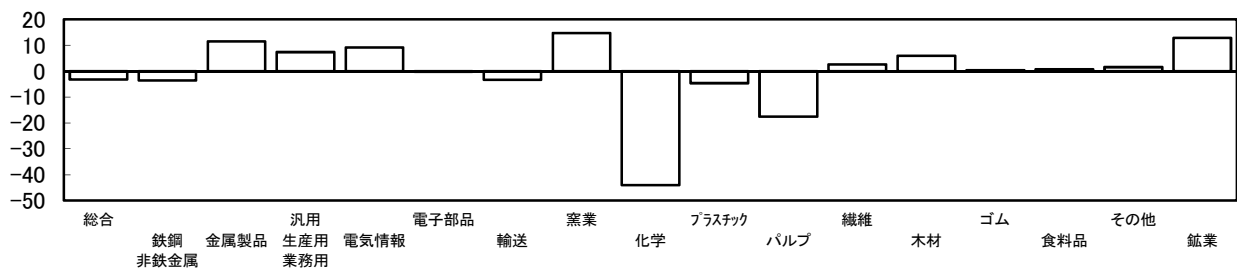 20
10
0
−10
−20
−30
−40
−50
総合
鉄鋼
非鉄金属
金属製品
汎用
生産用
業務用
電気情報
電子部品
輸送
窯業
化学
ﾌﾟﾗｽﾁｯｸ
パルプ
繊維
木材
ゴム
食料品
その他
鉱業